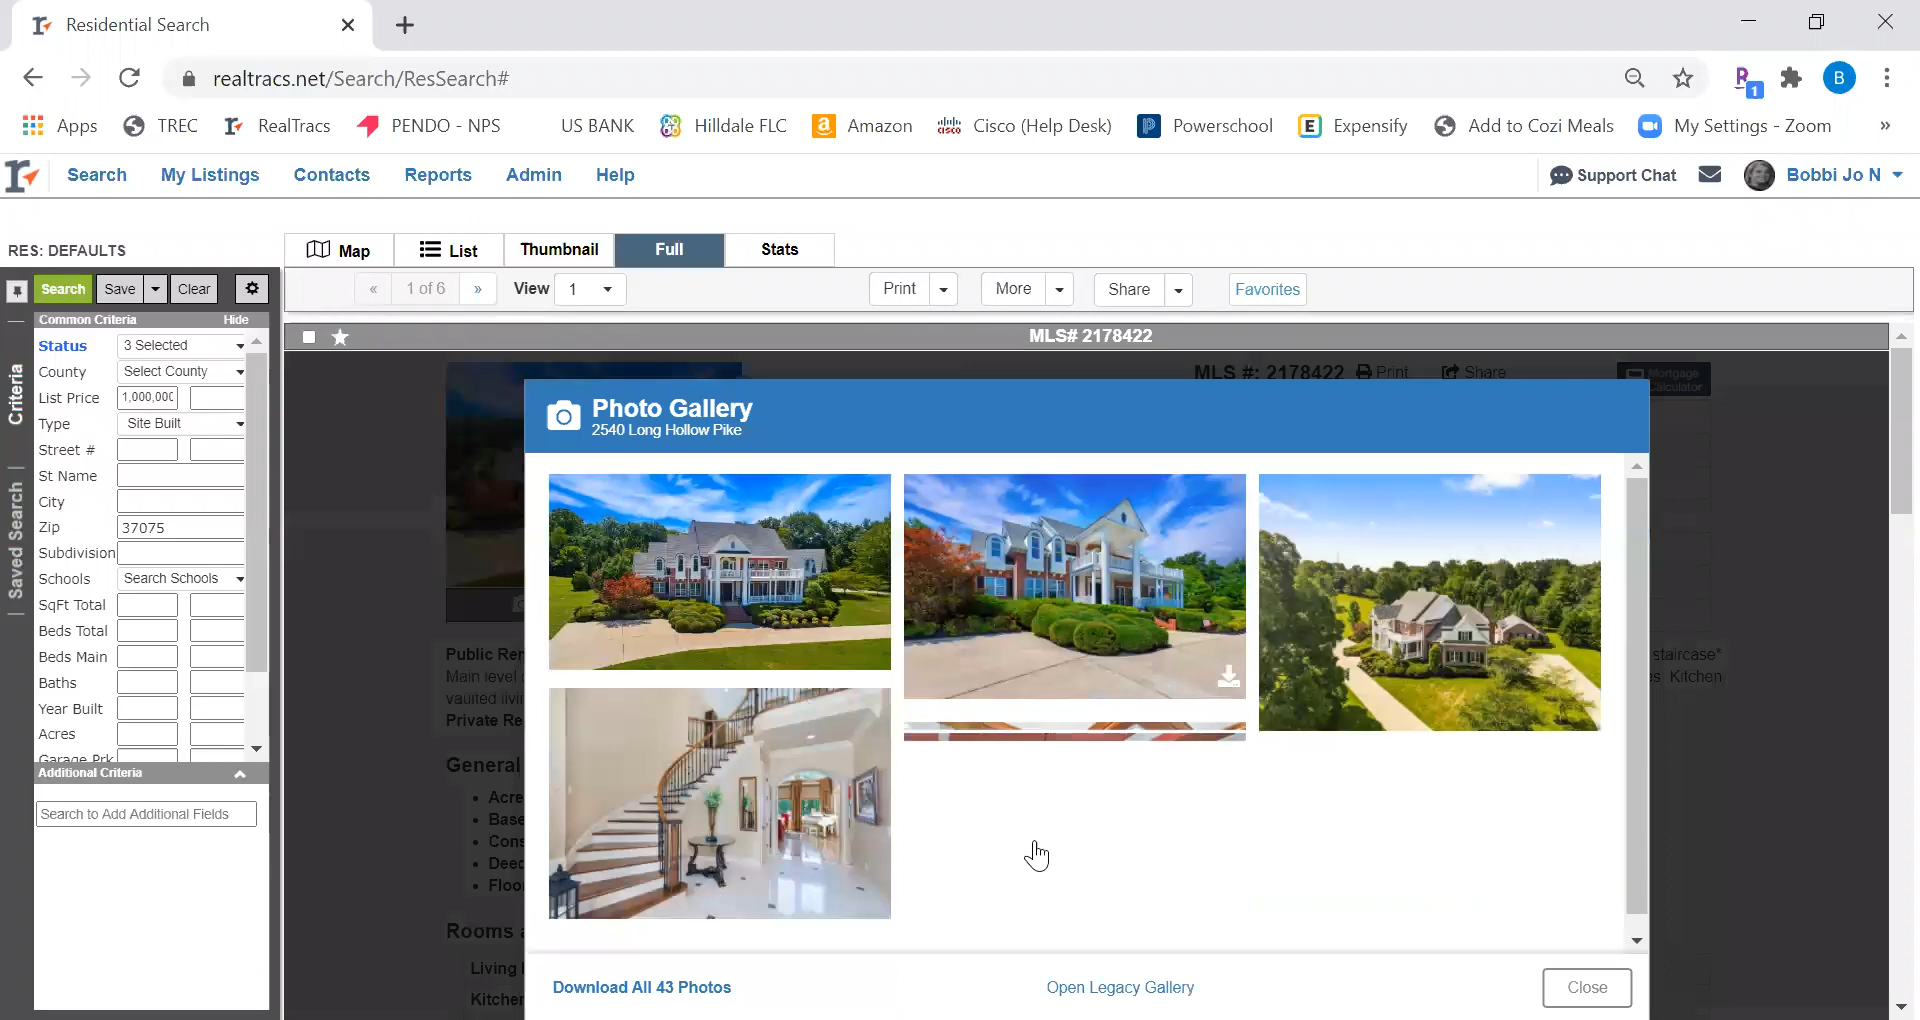 Residential Search
realtracs.net/Search/ResSearch#
B
1
Apps TREC RealTracs PENDO - NPS US BANK Hilldale FLC Amazon Cisco (Help Desk) Powerschool Expensify Add to Cozi Meals My Settings - Zoom »
Search My Listings Contacts Reports Admin Help Support Chat Bobbi Jo N
RES: DEFAULTS
Map List Thumbnail Full Stats
Search Save Clear
« 1 of 6 » View 1 Print More Share Favorites
Common Criteria Hide
MLS# 2178422
Status 3 Selected
County Select County
List Price 1,000,000
Type Site Built
Street #
St Name
City
Zip 37075
Subdivision
Schools Search Schools
SqFt Total
Beds Total
Beds Main
Baths
Year Built
Acres
Garage Prk
Additional Criteria
Search to Add Additional Fields
Criteria
Saved Search
MLS #: 2178422 Print Share Mortgage
Calculator
Photo Gallery
2540 Long Hollow Pike
Public Rem
Main level
Private Re
General
Acre
Base
Cons
Deed
Floo
Rooms
Living
Kitchen
staircase*
Kitchen
Download All 43 Photos Open Legacy Gallery Close